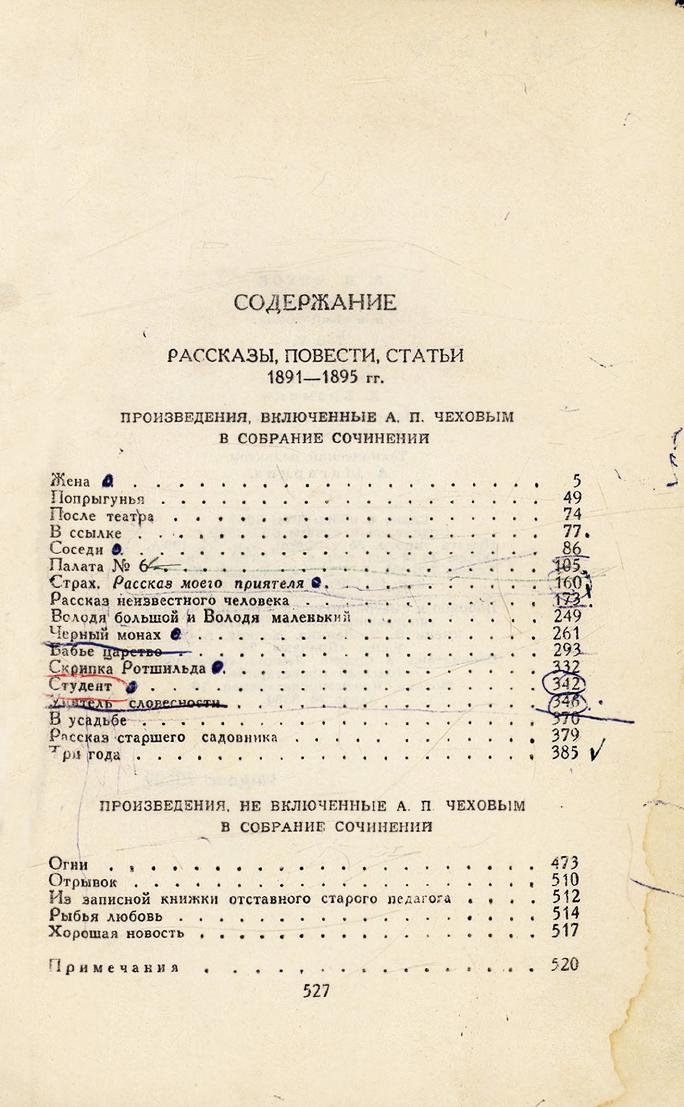 СОДЕРЖАНИЕ
РАССКАЗЫ, ПОВЕСТИ, СТАТЬИ
1891—1895 гг.
ПРОИЗВЕДЕНИЯ, ВКЛЮЧЕННЫЕ А. П. ЧЕХОВЫМ
В СОБРАНИЕ СОЧИНЕНИЙ
Жена . . . . . . . . . . . . . . . . . . 5
Попрыгунья . . . . . . . . . . . . . . . . . 49
После театра . . . . . . . . . . . . . . . . 74
В ссылке . . . . . . . . . . . . . . . . . . 77
Соседи . . . . . . . . . . . . . . . . . . 86
Палата № 6 . . . . . . . . . . . . . . . . 105
Страх. Рассказ моего приятеля . . . . . . . . . . 160
Рассказ неизвестного человека . . . . . . . . . . . 173
Володя большой и Володя маленький . . . . . . . . 249
Черный монах . . . . . . . . . . . . . . . 261
Бабье царство . . . . . . . . . . . . . . . 293
Скрипка Ротшильда . . . . . . . . . . . . . 332
Студент . . . . . . . . . . . . . . . . . 342
Учитель словесности . . . . . . . . . . . . . 346
В усадьбе . . . . . . . . . . . . . . . . . 370
Рассказ старшего садовника . . . . . . . . . . . 379
Три года . . . . . . . . . . . . . . . . . 385
ПРОИЗВЕДЕНИЯ, НЕ ВКЛЮЧЕННЫЕ А. П. ЧЕХОВЫМ
В СОБРАНИЕ СОЧИНЕНИЙ
Огни . . . . . . . . . . . . . . . . . . 473
Отрывок . . . . . . . . . . . . . . . . . 510
Из записной книжки отставного старого педагога . . . . 512
Рыбья любовь . . . . . . . . . . . . . . . . 514
Хорошая новость . . . . . . . . . . . . . . . 517
Примечания . . . . . . . . . . . . . . . 520
527